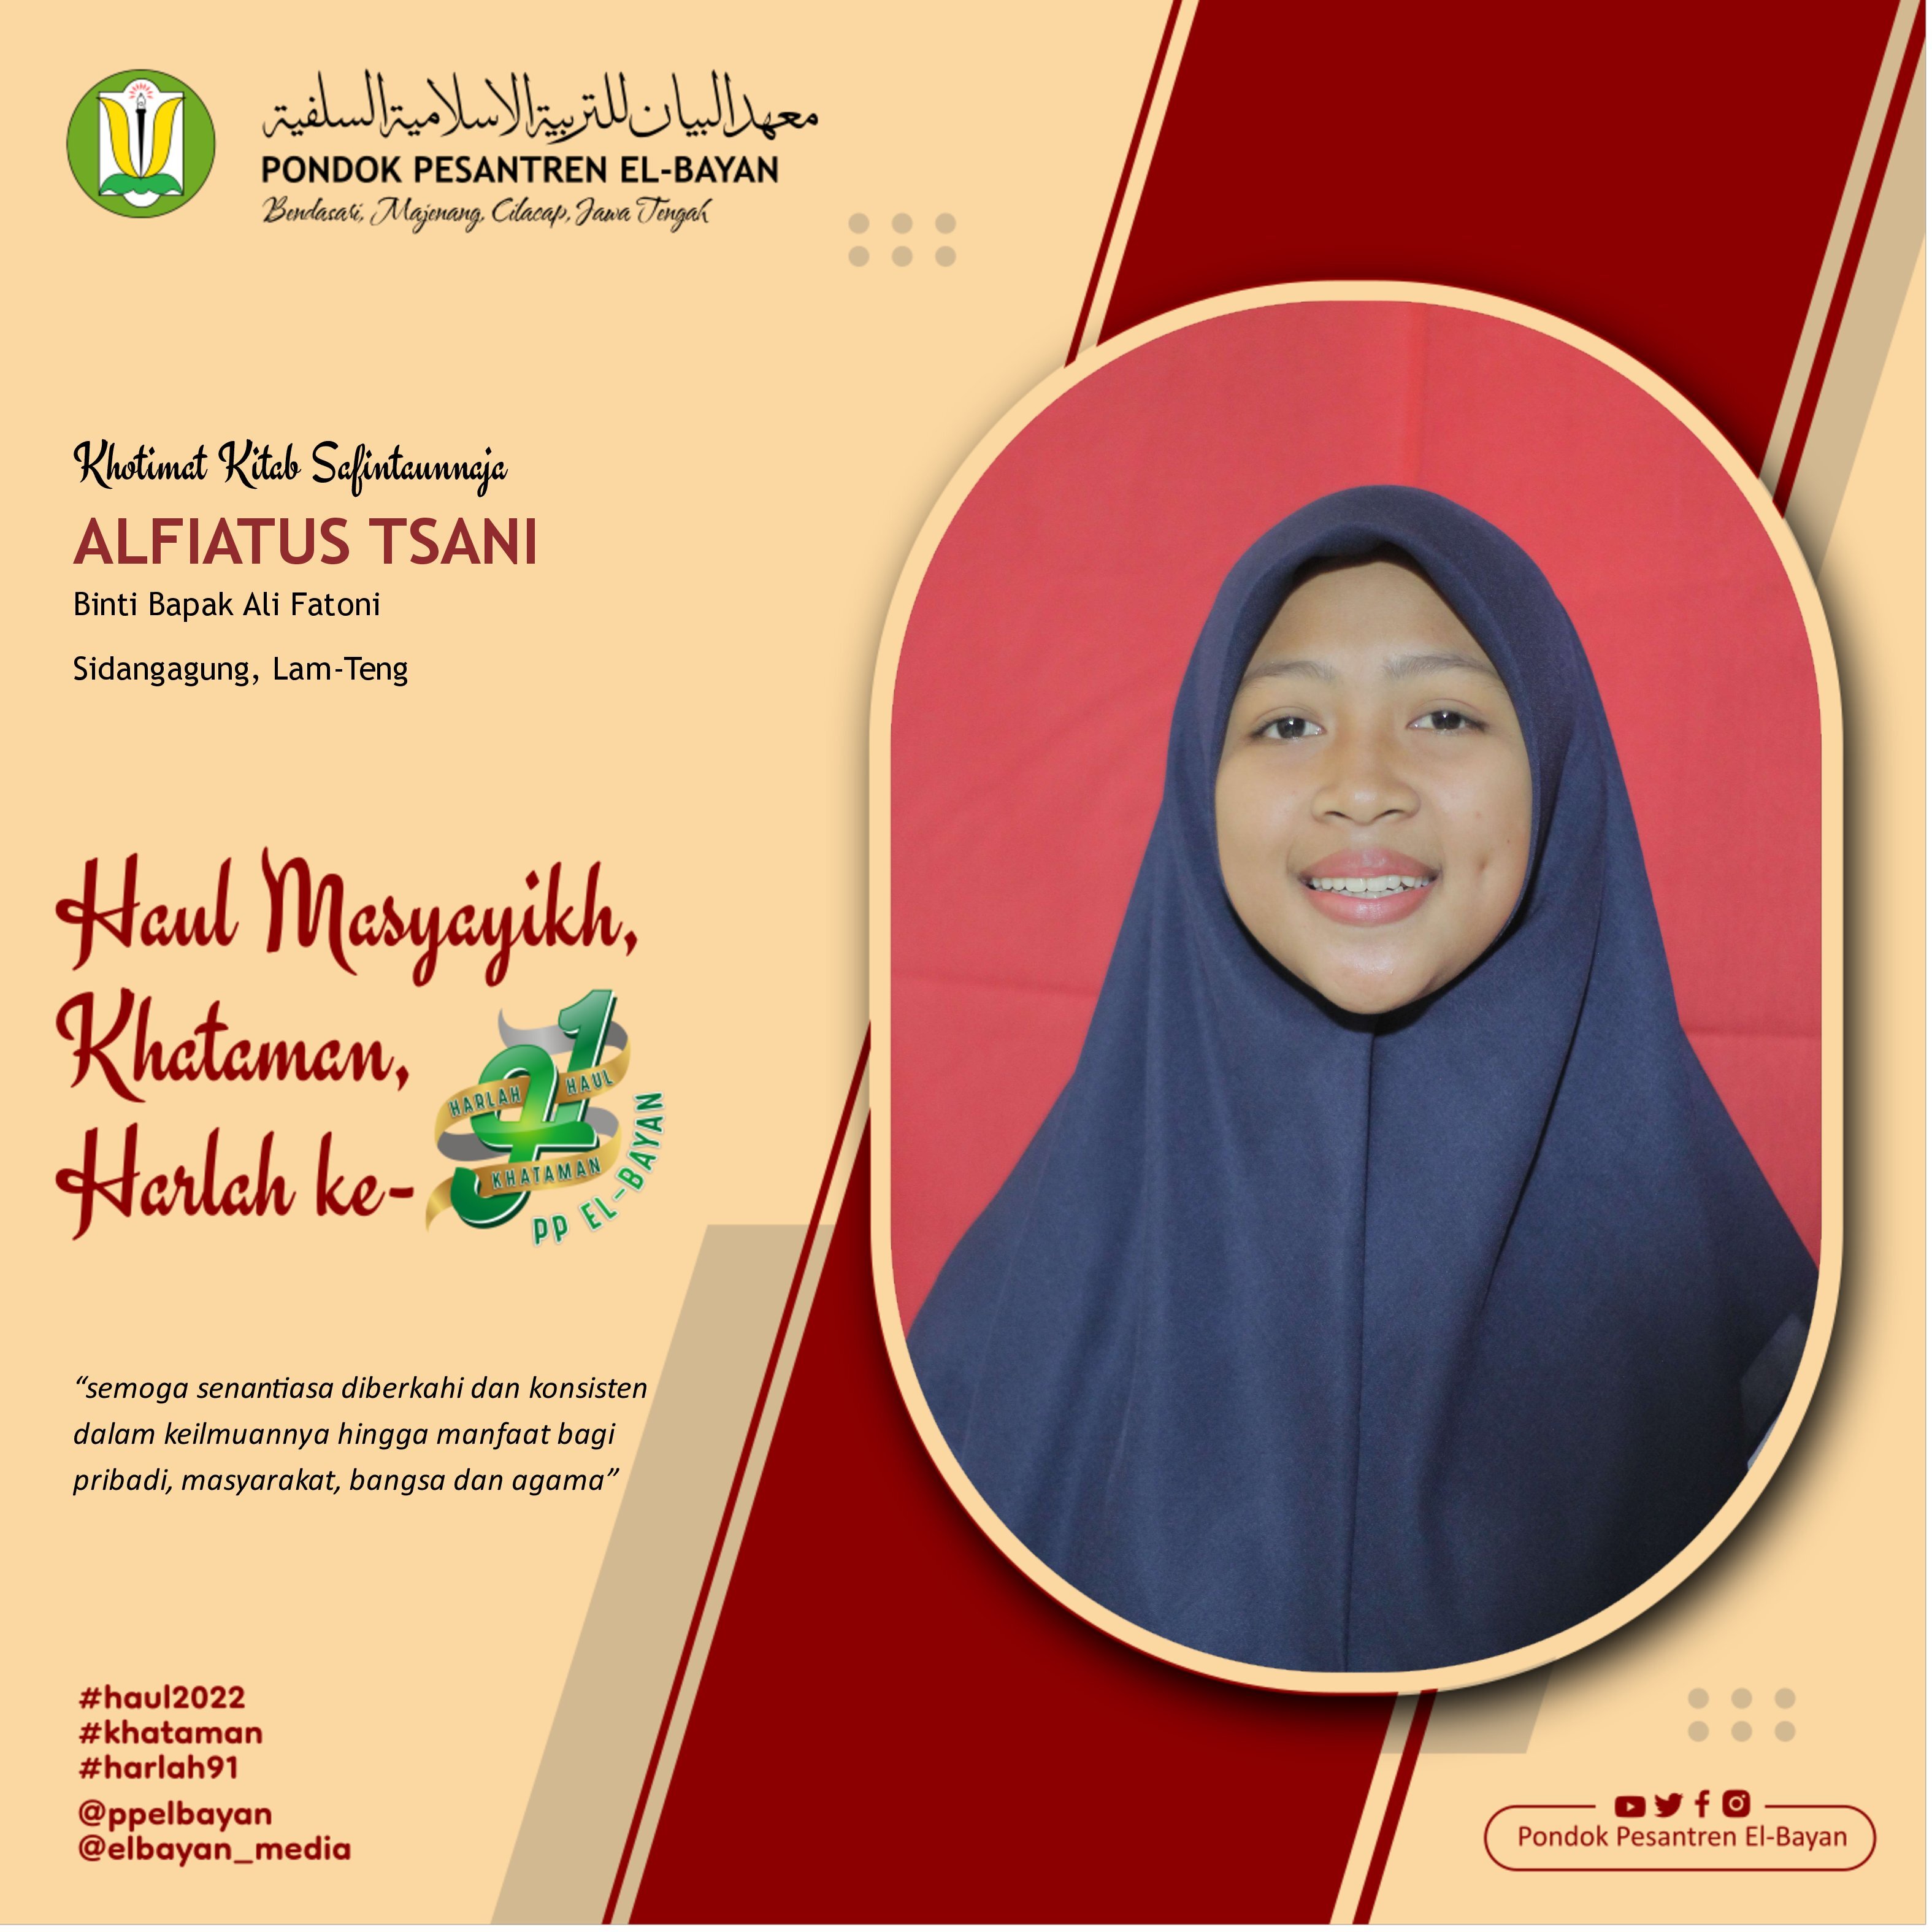 معهد البيان للتربية الاسلامية السلفية
PONDOK PESANTREN EL-BAYAN
Bendasari, Majenang, Cilacap, Jawa Tengah
Khotimat Kitab Safintaunnaja
ALFIATUS TSANI
Binti Bapak Ali Fatoni
Sidangagung, Lam-Teng
Haul Masyayikh,
Khataman,
Harlah ke-
91
HARLAH HAUL
KHATAMAN
PP EL-BAYAN
“semoga senantiasa diberkahi dan konsisten
dalam keilmuannya hingga manfaat bagi
pribadi, masyarakat, bangsa dan agama”
#haul2022
#khataman
#harlah91
@ppelbayan
@elbayan_media
Pondok Pesantren El-Bayan